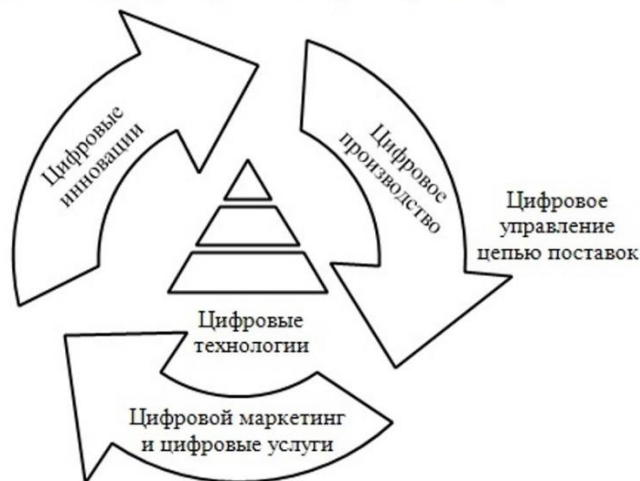 Цифровые
инновации
Цифровое
производство
Цифровое
управление
цепью поставок
Цифровые
технологии
Цифровой маркетинг
и цифровые услуги